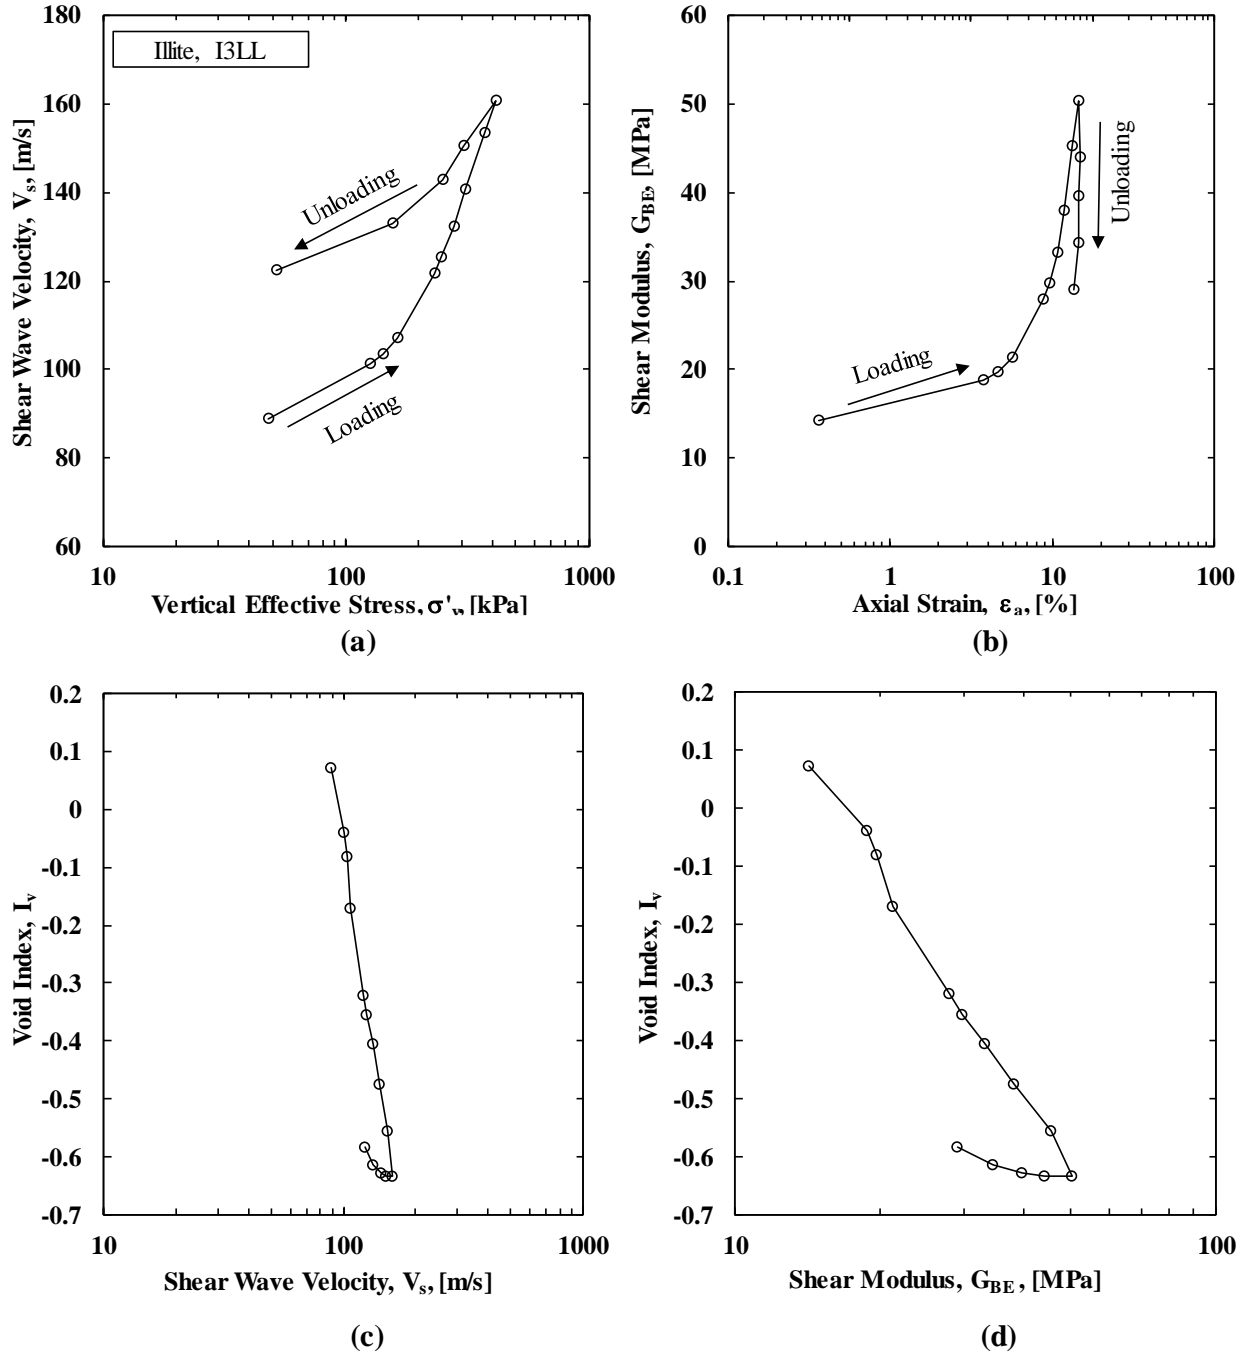 180
160
140
120
100
80
60
Shear Wave Velocity, Vs, [m/s]
Illite, I3LL
Unloading
Loading
10 100 1000
Vertical Effective Stress, σ'v, [kPa]
(a)
60
50
40
30
20
10
0
Shear Modulus, GBE, [MPa]
Unloading
Loading
0.1 1 10 100
Axial Strain, εa, [%]
(b)
0.2
0.1
0
-0.1
-0.2
-0.3
-0.4
-0.5
-0.6
-0.7
Void Index, Iv
10 100 1000
Shear Wave Velocity, Vs, [m/s]
(c)
0.2
0.1
0
-0.1
-0.2
-0.3
-0.4
-0.5
-0.6
-0.7
Void Index, Iv
10 100
Shear Modulus, GBE, [MPa]
(d)